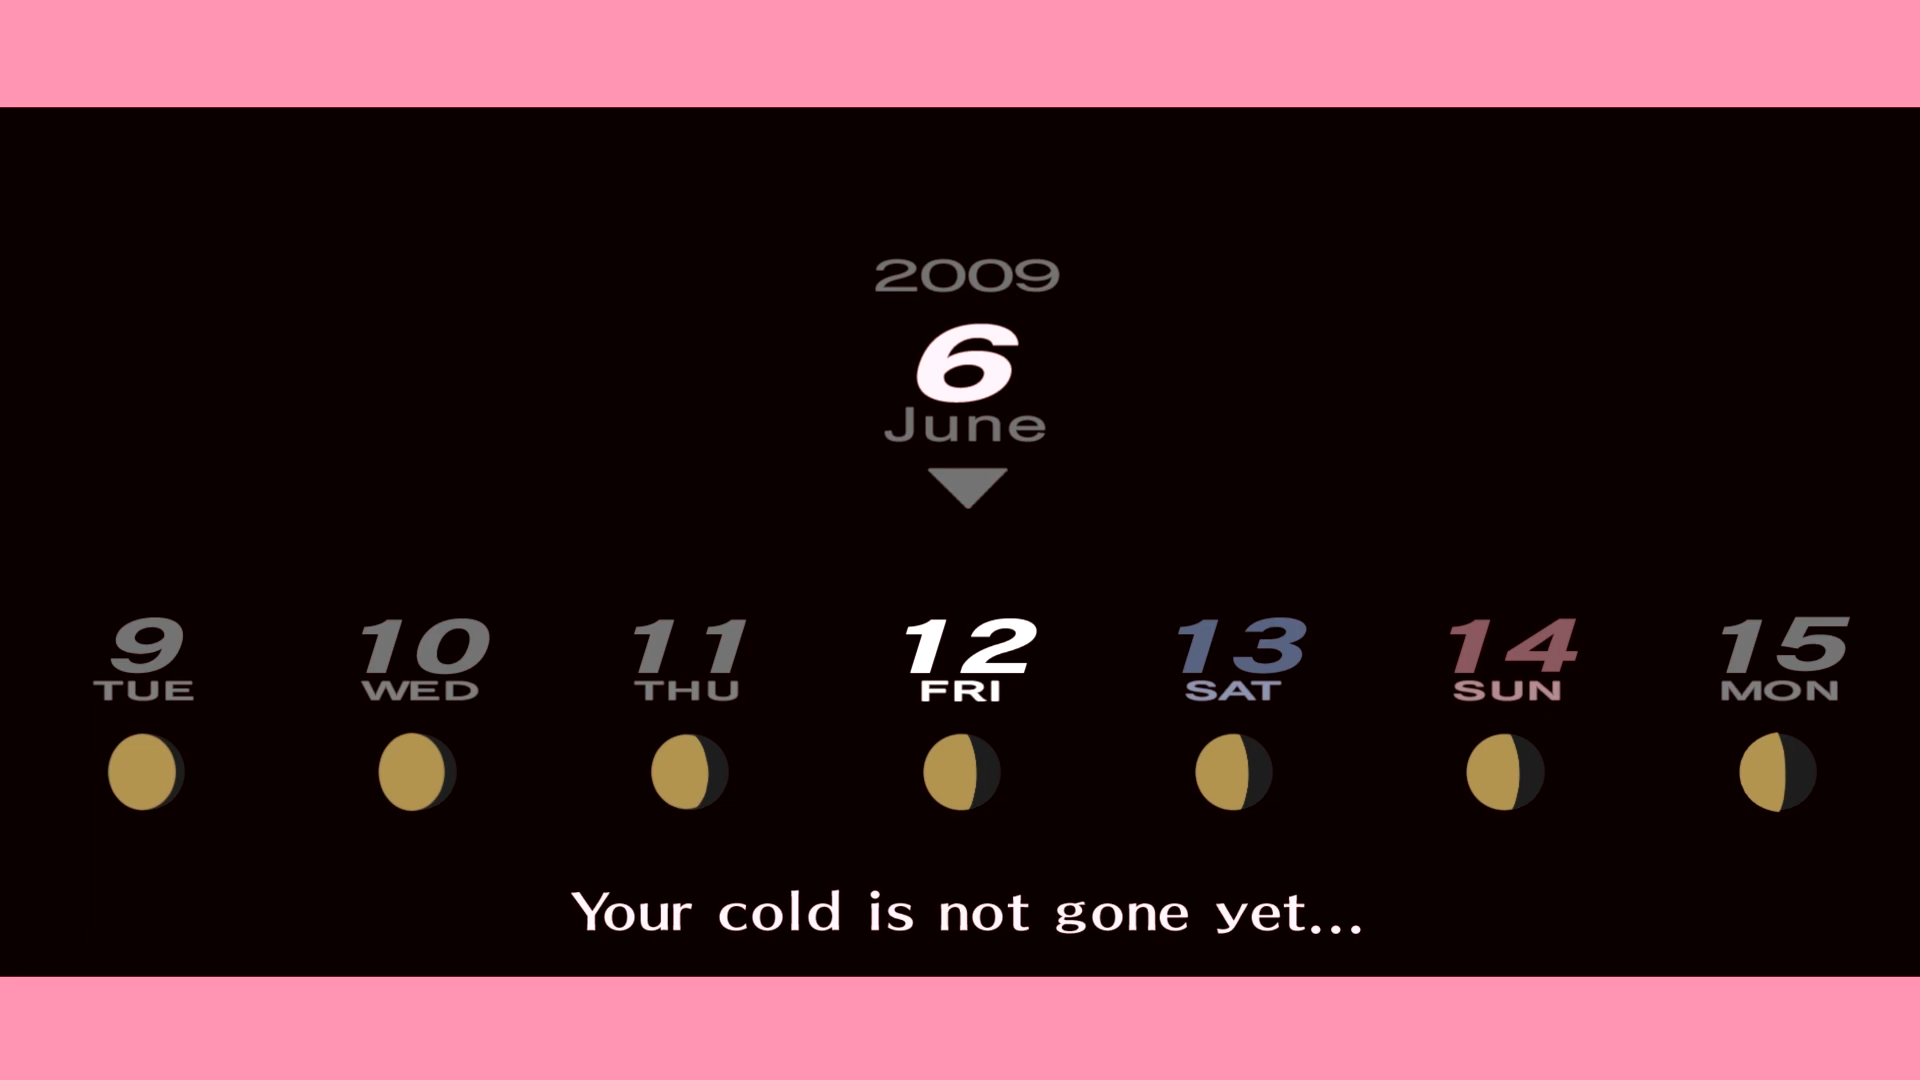 2009
6
June
9 10 11 12 13 14 15
TUE WED THU FRI SAT SUN MON
Your cold is not gone yet...